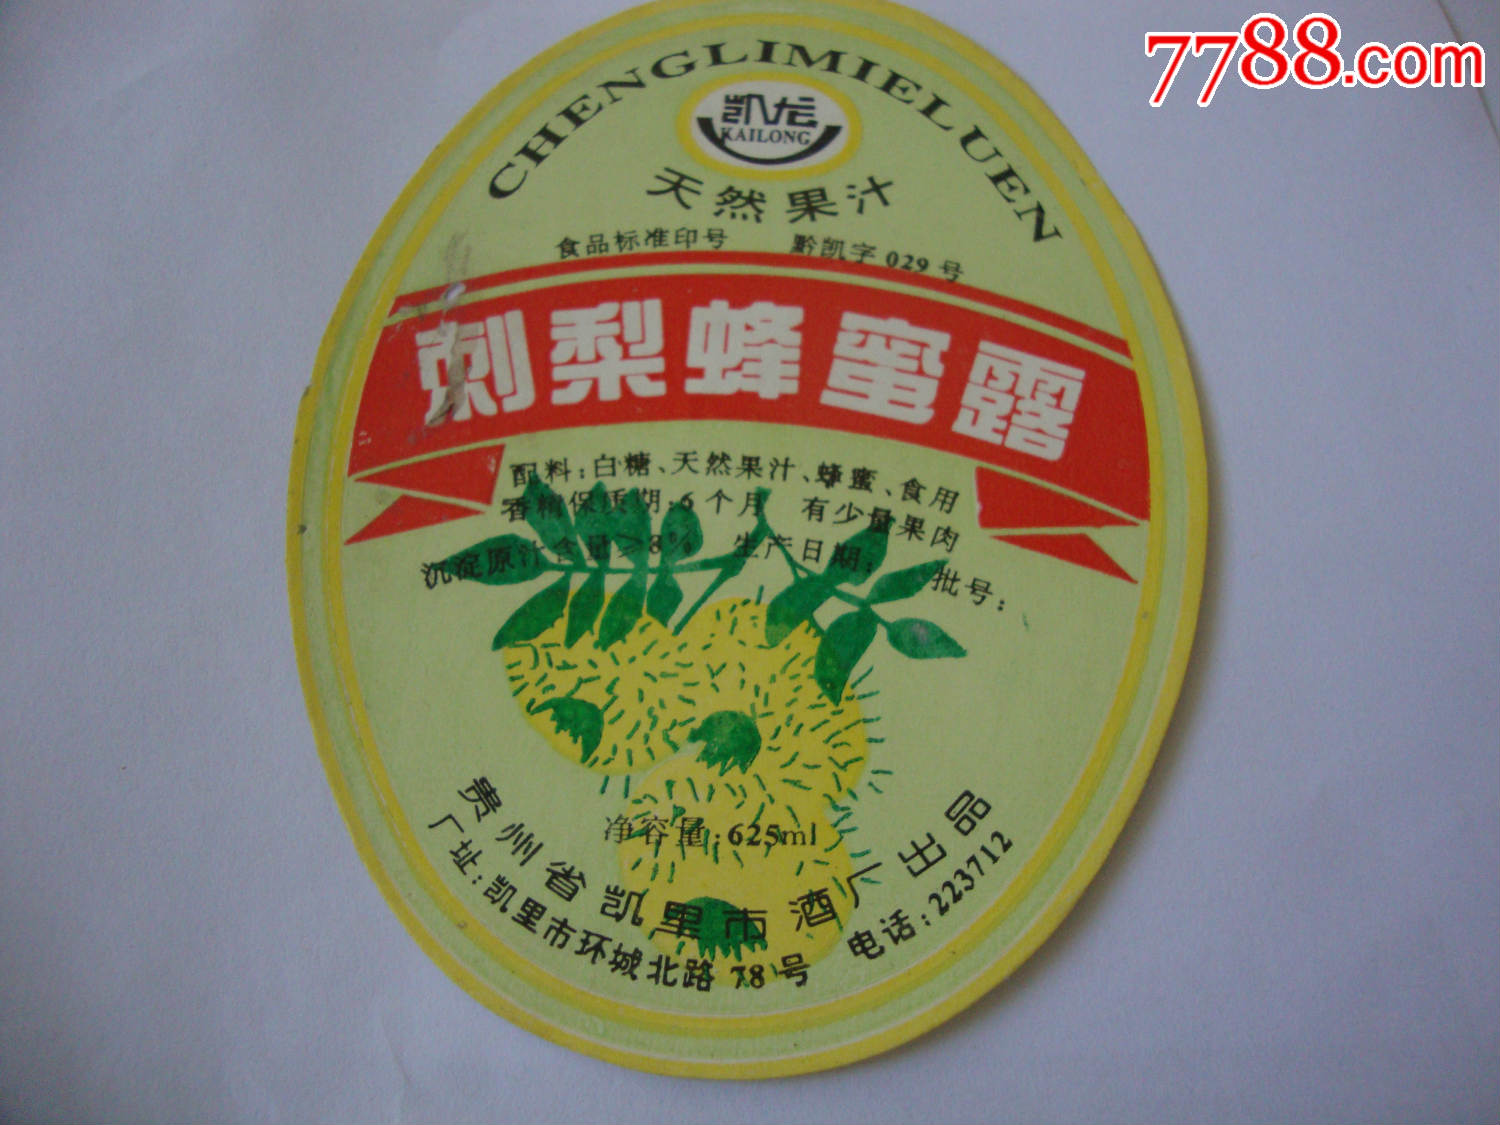 7788.com
CHENGLIMIELUEN
凯龙
KAILONG
天然果汁
食品标准印号 黔凯字029号
刺梨蜂蜜露
配料:白糖、天然果汁、蜂蜜、食用
香精保质期:6个月 有少量果肉
沉淀原汁含量≥8% 生产日期: 批号:
净容量:625ml
贵州省凯里市酒厂出品
厂址:凯里市环城北路78号 电话:223712